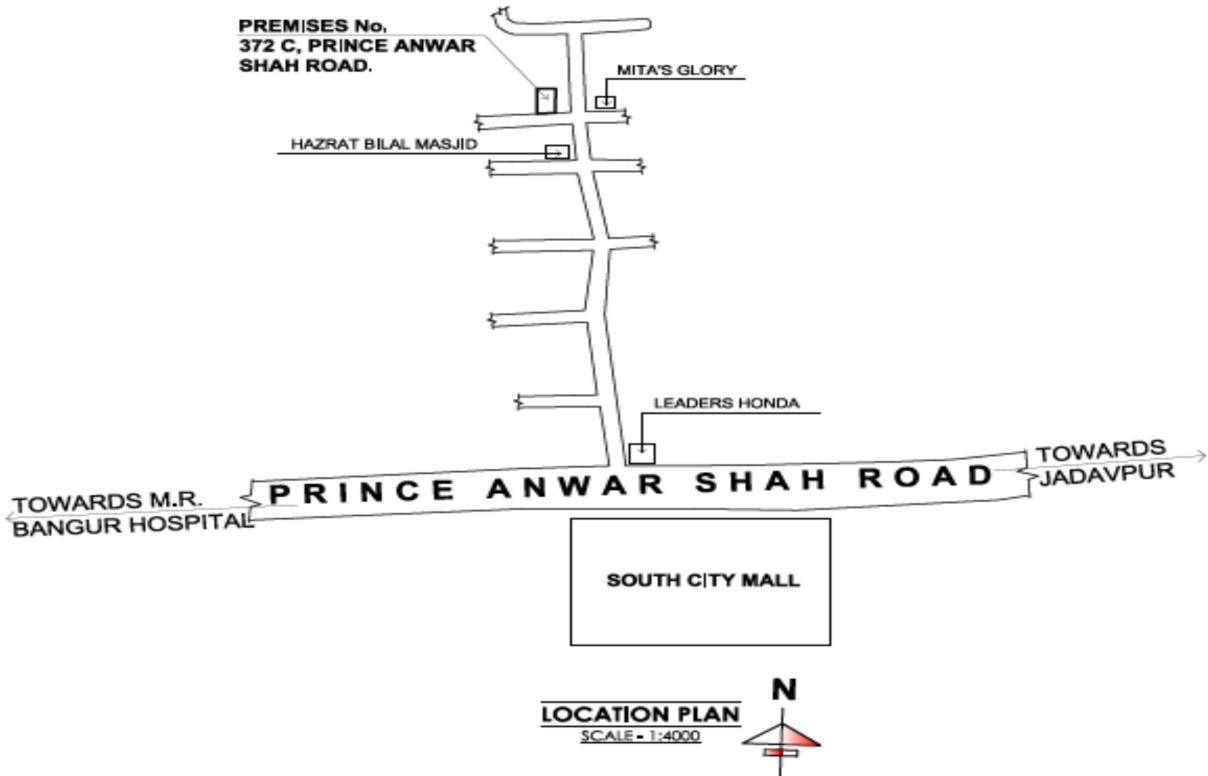 PREMISES No.
372 C, PRINCE ANWAR
SHAH ROAD.
MITA'S GLORY
HAZRAT BILAL MASJID
LEADERS HONDA
TOWARDS
JADAVPUR
PRINCE ANWAR SHAH ROAD
TOWARDS M.R.
BANGUR HOSPITAL
SOUTH CITY MALL
N
LOCATION PLAN
SCALE - 1:4000